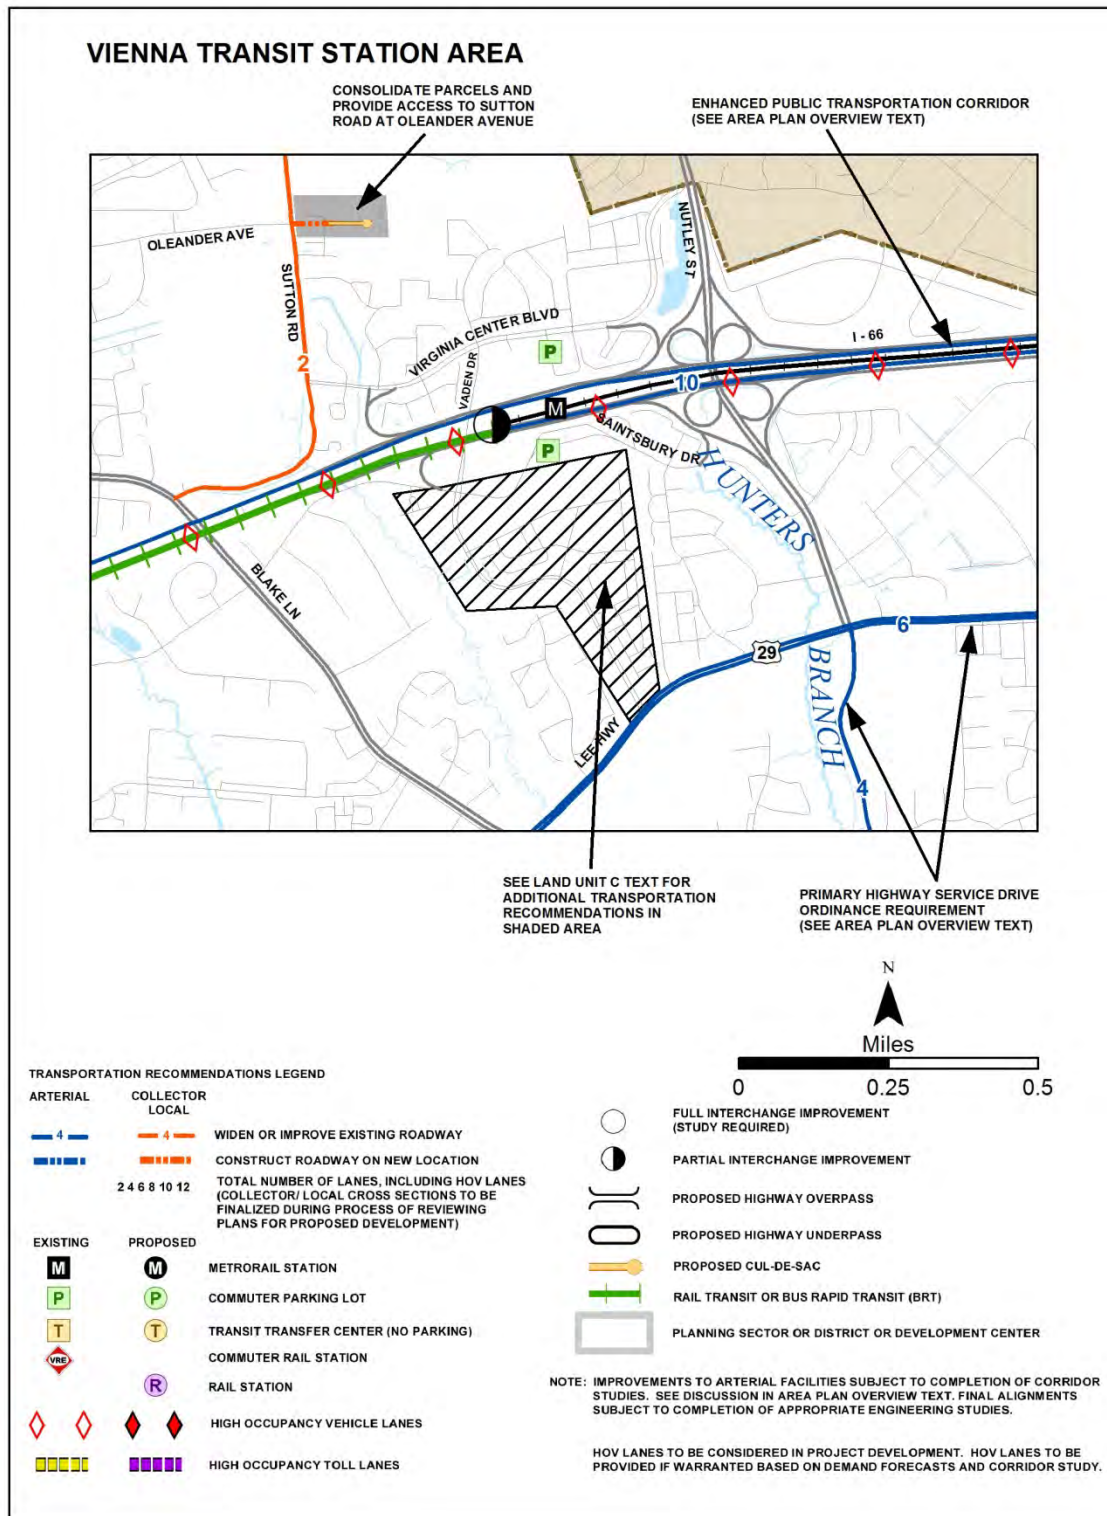 VIENNA TRANSIT STATION AREA
CONSOLIDATE PARCELS AND
PROVIDE ACCESS TO SUTTON
ROAD AT OLEANDER AVENUE
ENHANCED PUBLIC TRANSPORTATION CORRIDOR
(SEE AREA PLAN OVERVIEW TEXT)
OLEANDER AVE
SUTTON RD
2
NUTLEY ST
VIRGINIA CENTER BLVD
VADEN DR
I - 66
P
10
M
SAINTSBURY DR
P
HUNTERS
BRANCH
BLAKE LN
29
6
LEE HWY
4
SEE LAND UNIT C TEXT FOR
ADDITIONAL TRANSPORTATION
RECOMMENDATIONS IN
SHADED AREA
PRIMARY HIGHWAY SERVICE DRIVE
ORDINANCE REQUIREMENT
(SEE AREA PLAN OVERVIEW TEXT)
N
Miles
0 0.25 0.5
TRANSPORTATION RECOMMENDATIONS LEGEND
ARTERIAL COLLECTOR
LOCAL
4 4 WIDEN OR IMPROVE EXISTING ROADWAY
CONSTRUCT ROADWAY ON NEW LOCATION
2 4 6 8 10 12 TOTAL NUMBER OF LANES, INCLUDING HOV LANES
(COLLECTOR/ LOCAL CROSS SECTIONS TO BE
FINALIZED DURING PROCESS OF REVIEWING
PLANS FOR PROPOSED DEVELOPMENT)
EXISTING PROPOSED
M M METRORAIL STATION
P P COMMUTER PARKING LOT
T T TRANSIT TRANSFER CENTER (NO PARKING)
VRE COMMUTER RAIL STATION
R RAIL STATION
HIGH OCCUPANCY VEHICLE LANES
HIGH OCCUPANCY TOLL LANES
FULL INTERCHANGE IMPROVEMENT
(STUDY REQUIRED)
PARTIAL INTERCHANGE IMPROVEMENT
PROPOSED HIGHWAY OVERPASS
PROPOSED HIGHWAY UNDERPASS
PROPOSED CUL-DE-SAC
RAIL TRANSIT OR BUS RAPID TRANSIT (BRT)
PLANNING SECTOR OR DISTRICT OR DEVELOPMENT CENTER
NOTE: IMPROVEMENTS TO ARTERIAL FACILITIES SUBJECT TO COMPLETION OF CORRIDOR
STUDIES. SEE DISCUSSION IN AREA PLAN OVERVIEW TEXT. FINAL ALIGNMENTS
SUBJECT TO COMPLETION OF APPROPRIATE ENGINEERING STUDIES.
HOV LANES TO BE CONSIDERED IN PROJECT DEVELOPMENT. HOV LANES TO BE
PROVIDED IF WARRANTED BASED ON DEMAND FORECASTS AND CORRIDOR STUDY.